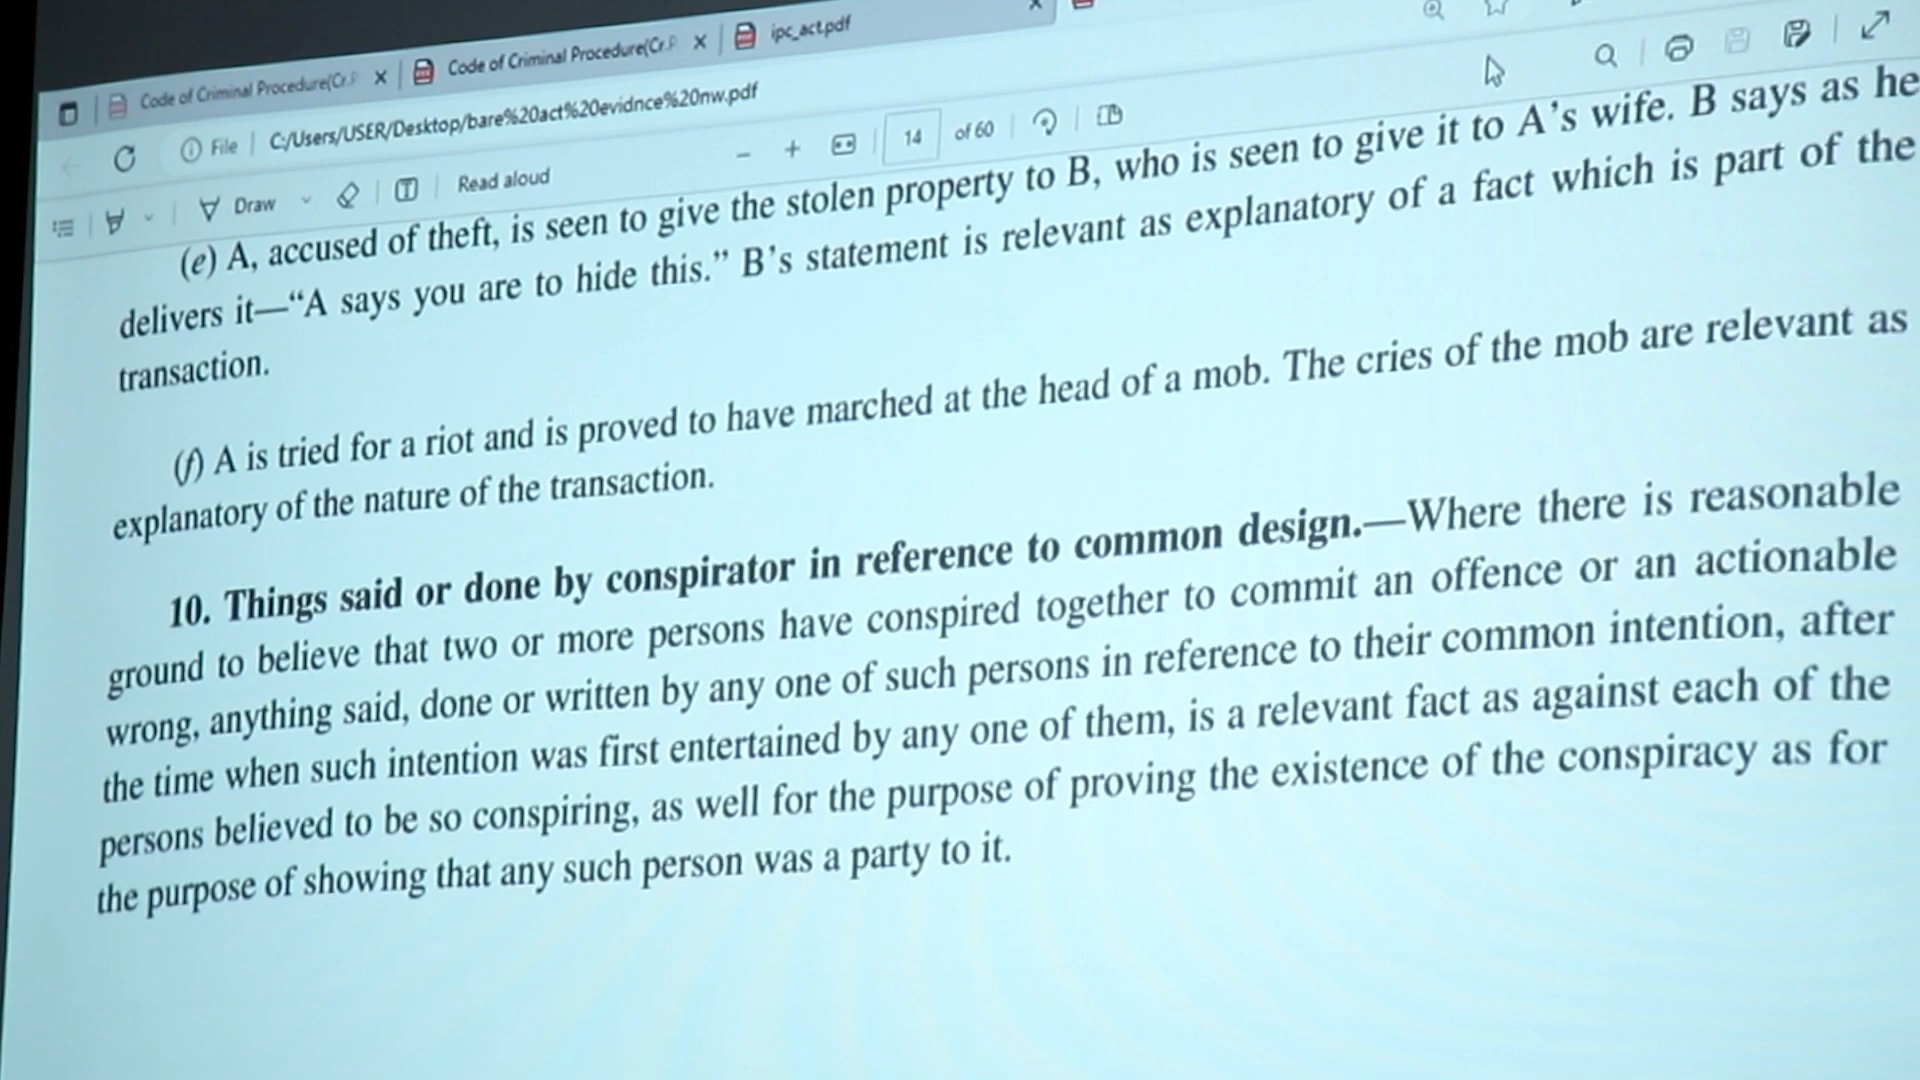 Code of Criminal Procedure(Cr.P
Code of Criminal Procedure(Cr.P
ipc_act.pdf
File
C:/Users/USER/Desktop/bare%20act%20evidnce%20nw.pdf
Draw
Read aloud
14 of 60
(e) A, accused of theft, is seen to give the stolen property to B, who is seen to give it to A's wife. B says as he
delivers it—“A says you are to hide this.” B's statement is relevant as explanatory of a fact which is part of the
transaction.
(f) A is tried for a riot and is proved to have marched at the head of a mob. The cries of the mob are relevant as
explanatory of the nature of the transaction.
10. Things said or done by conspirator in reference to common design.—Where there is reasonable
ground to believe that two or more persons have conspired together to commit an offence or an actionable
wrong, anything said, done or written by any one of such persons in reference to their common intention, after
the time when such intention was first entertained by any one of them, is a relevant fact as against each of the
persons believed to be so conspiring, as well for the purpose of proving the existence of the conspiracy as for
the purpose of showing that any such person was a party to it.